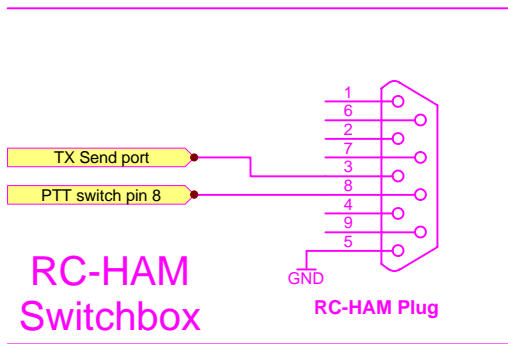 1
6
2
TX Send port
7
3
PTT switch pin 8
8
4
9
5
GND
RC-HAM
Switchbox
RC-HAM Plug